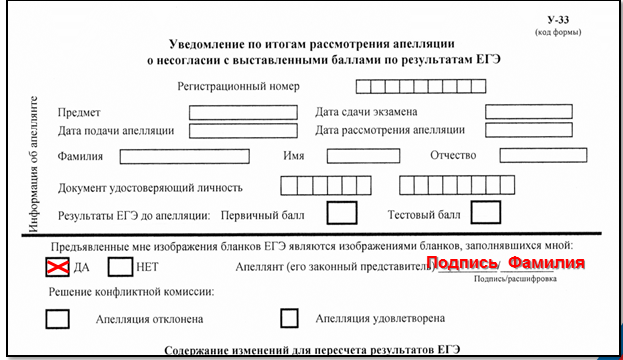 У-33
(код формы)
Уведомление по итогам рассмотрения апелляции
о несогласии с выставленными баллами по результатам ЕГЭ
Регистрационный номер
Информация об апеллянте
Предмет Дата сдачи экзамена
Дата подачи апелляции Дата рассмотрения апелляции
Фамилия Имя Отчество
Документ удостоверяющий личность
Результаты ЕГЭ до апелляции: Первичный балл Тестовый балл
Предъявленные мне изображения бланков ЕГЭ являются изображениями бланков, заполнявшихся мной:
ДА НЕТ Апеллянт (его законный представитель) Подпись / Фамилия
Подпись/расшифровка
Решение конфликтной комиссии:
Апелляция отклонена Апелляция удовлетворена
Содержание изменений для пересчета результатов ЕГЭ